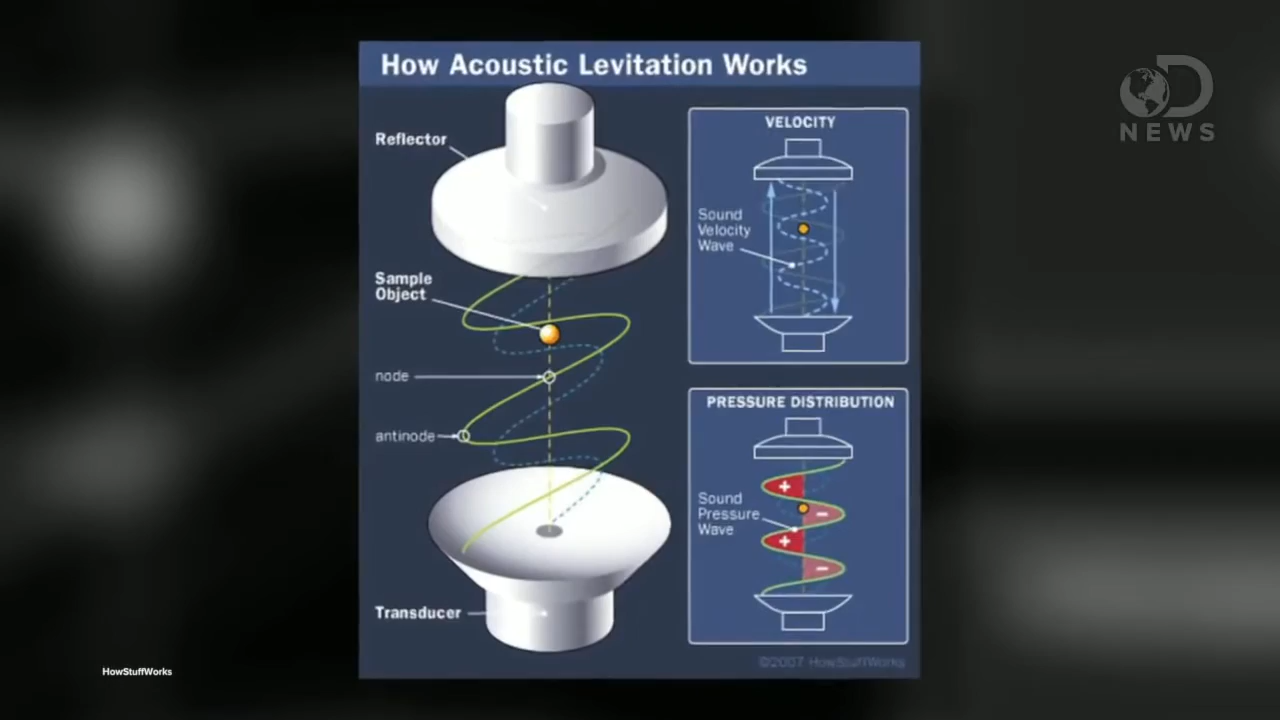 How Acoustic Levitation Works
Reflector
Sample
Object
node
antinode
Transducer
VELOCITY
Sound
Velocity
Wave
PRESSURE DISTRIBUTION
+
Sound
Pressure
Wave
−
+
−
©2007 HowStuffWorks
D
NEWS
HowStuffWorks